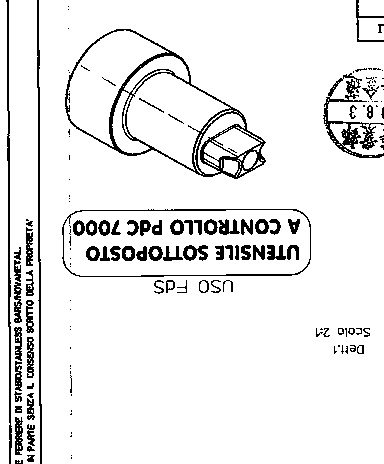 Dett.1
Scala 2:1
USO FdS
UTENSILE SOTTOPOSTO
A CONTROLLO PdC 7000
E FERRIERE DI STABIO/STAINLESS BARS/NOVAMETAL.
IN PARTE SENZA IL CONSENSO SCRITTO DELLA PROPRIETA'